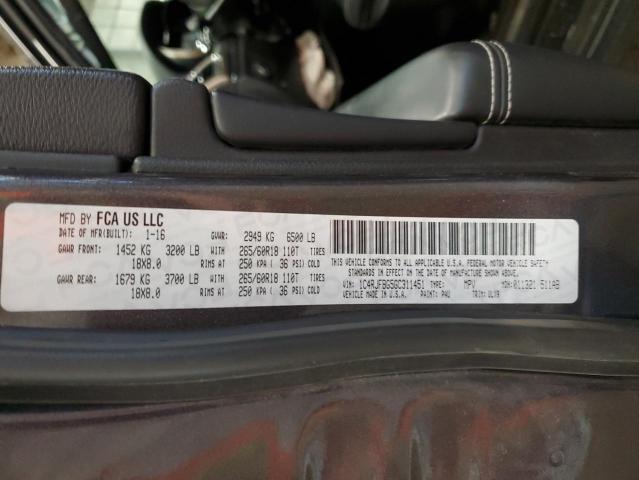 MFD BY FCA US LLC
DATE OF MFR(BUILT): 1-16 GVWR: 2949 KG 6500 LB
GAWR FRONT: 1452 KG 3200 LB WITH 265/60R18 110T TIRES
18X8.0 RIMS AT 250 KPA ( 36 PSI) COLD
GAWR REAR: 1679 KG 3700 LB WITH 265/60R18 110T TIRES
18X8.0 RIMS AT 250 KPA ( 36 PSI) COLD
THIS VEHICLE CONFORMS TO ALL APPLICABLE U.S.A. FEDERAL MOTOR VEHICLE SAFETY
STANDARDS IN EFFECT ON THE DATE OF MANUFACTURE SHOWN ABOVE.
VIN: 1C4RJFBG5GC311451 TYPE: MPV MDH: 011321 511AB
VEHICLE MADE IN U.S.A. PAINT: PAU TRIM: